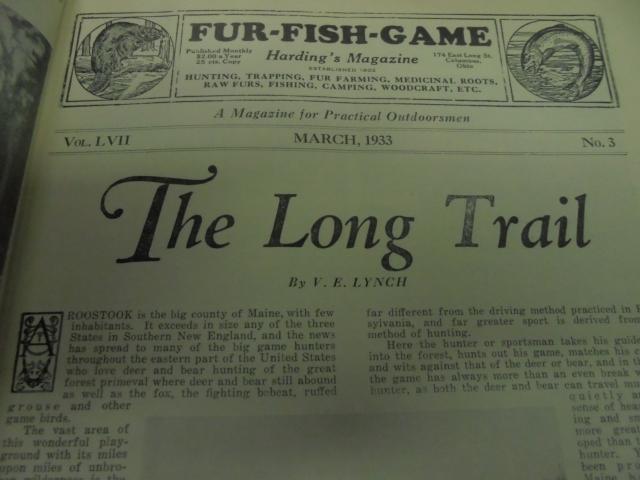 FUR-FISH-GAME
Published Monthly
$2.00 a Year
25 cts. Copy
Harding's Magazine
ESTABLISHED 1925
174 East Long St.
Columbus,
Ohio
HUNTING, TRAPPING, FUR FARMING, MEDICINAL ROOTS,
RAW FURS, FISHING, CAMPING, WOODCRAFT, ETC.
A Magazine for Practical Outdoorsmen
VOL. LVII
MARCH, 1933
No. 3
The Long Trail
By V. E. LYNCH
AROOSTOOK is the big county of Maine, with few
inhabitants. It exceeds in size any of the three
States in Southern New England, and the news
has spread to many of the big game hunters
throughout the eastern part of the United States
who love deer and bear hunting of the great
forest primeval where deer and bear still abound
as well as the fox, the fighting bobcat, ruffed
grouse and other
game birds.
The vast area of
this wonderful play-
ground with its miles
upon miles of unbro-
far different from the driving method practiced in
sylvania, and far greater sport is derived from
method of hunting.
Here the hunter or sportsman takes his guide
into the forest, hunts out his game, matches his
and wits against that of the deer or bear, and in
the game has always more than an even break
hunter, as both the deer and bear can travel
quietly
sense of
ing and
more
oped than
hunter.
been